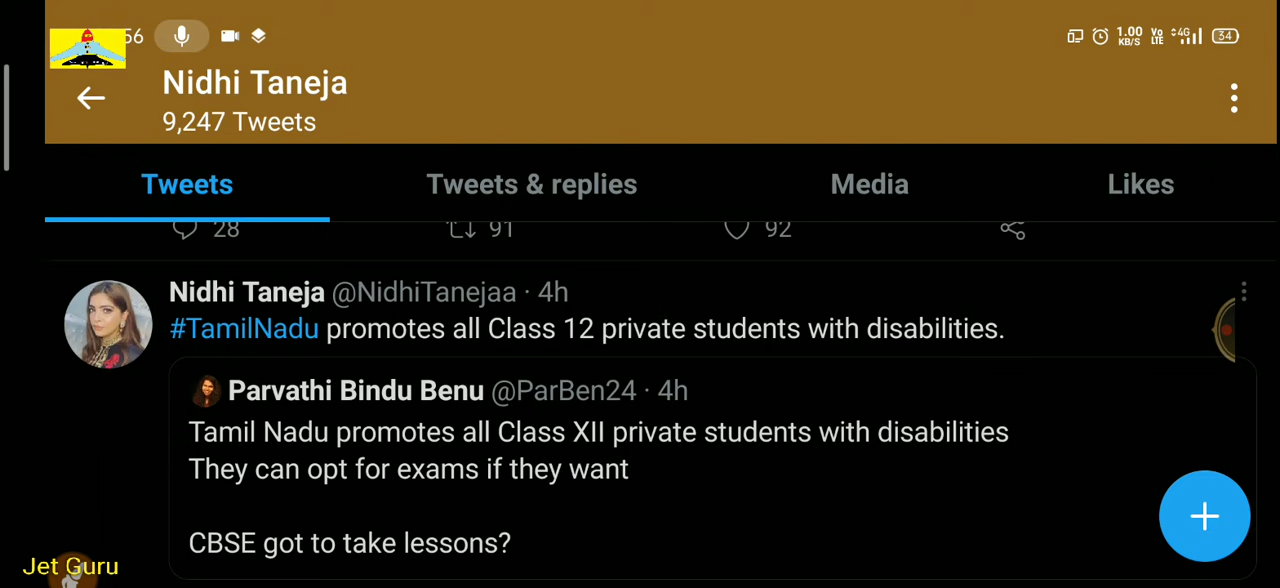 56
1.00 KB/S Vo LTE 4G 34
Nidhi Taneja
9,247 Tweets
Tweets Tweets & replies Media Likes
28 91 92
Nidhi Taneja @NidhiTanejaa · 4h
#TamilNadu promotes all Class 12 private students with disabilities.
Parvathi Bindu Benu @ParBen24 · 4h
Tamil Nadu promotes all Class XII private students with disabilities
They can opt for exams if they want
CBSE got to take lessons?
Jet Guru